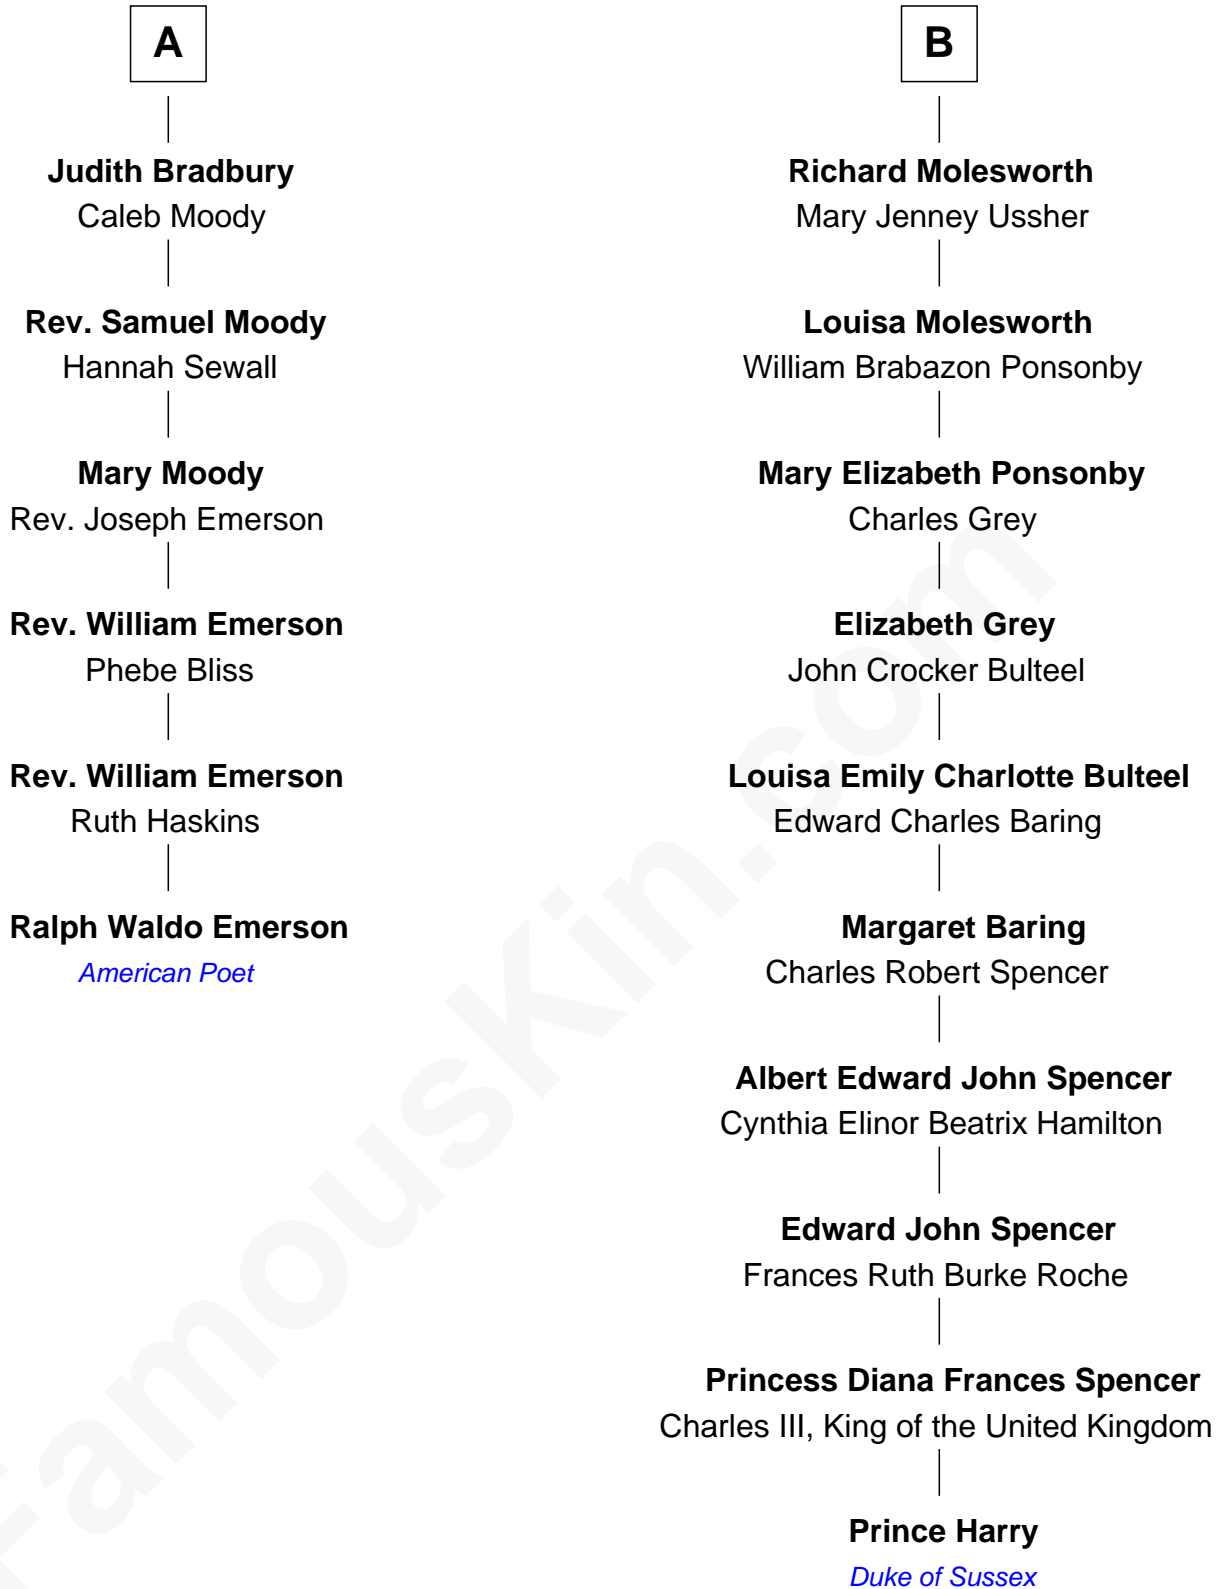 A
Judith Bradbury
Caleb Moody
Rev. Samuel Moody
Hannah Sewall
Mary Moody
Rev. Joseph Emerson
Rev. William Emerson
Phebe Bliss
Rev. William Emerson
Ruth Haskins
Ralph Waldo Emerson
American Poet
B
Richard Molesworth
Mary Jenney Ussher
Louisa Molesworth
William Brabazon Ponsonby
Mary Elizabeth Ponsonby
Charles Grey
Elizabeth Grey
John Crocker Bulteel
Louisa Emily Charlotte Bulteel
Edward Charles Baring
Margaret Baring
Charles Robert Spencer
Albert Edward John Spencer
Cynthia Elinor Beatrix Hamilton
Edward John Spencer
Frances Ruth Burke Roche
Princess Diana Frances Spencer
Charles III, King of the United Kingdom
Prince Harry
Duke of Sussex
FamousKin.com